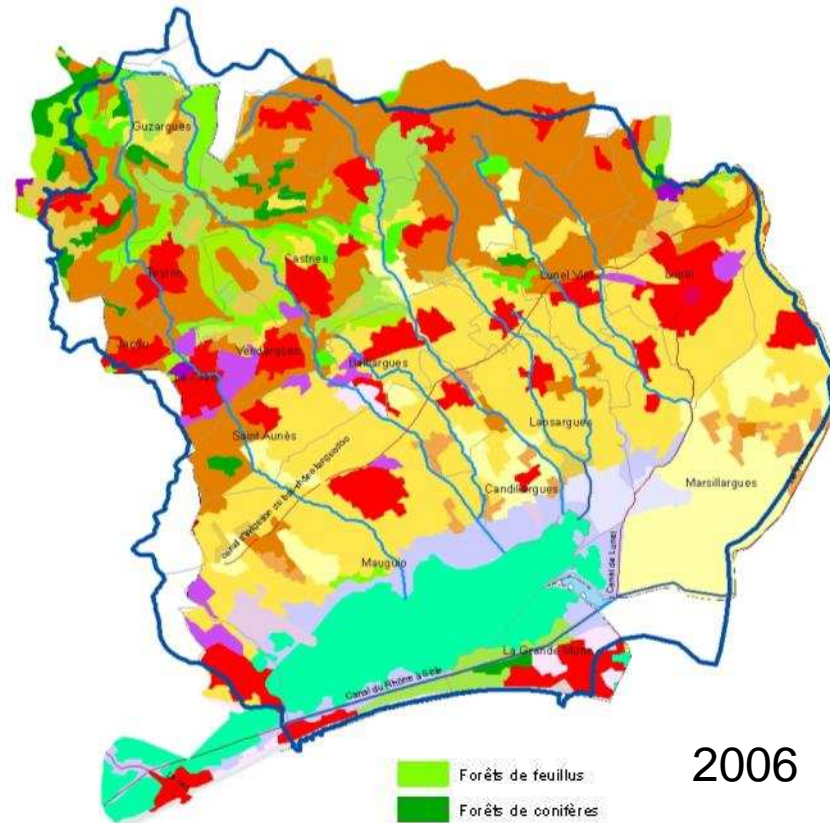 Guzargues
Castries
Teyran
Lunel Viel
Lunel
Jacou
Vendargues
Baillargues
Saint Aunès
Lansargues
Candillargues
Marsillargues
Mauguio
Canal de Lunel
La Grande Motte
Canal du Rhône à Sète
Forêts de feuillus
Forêts de conifères
2006